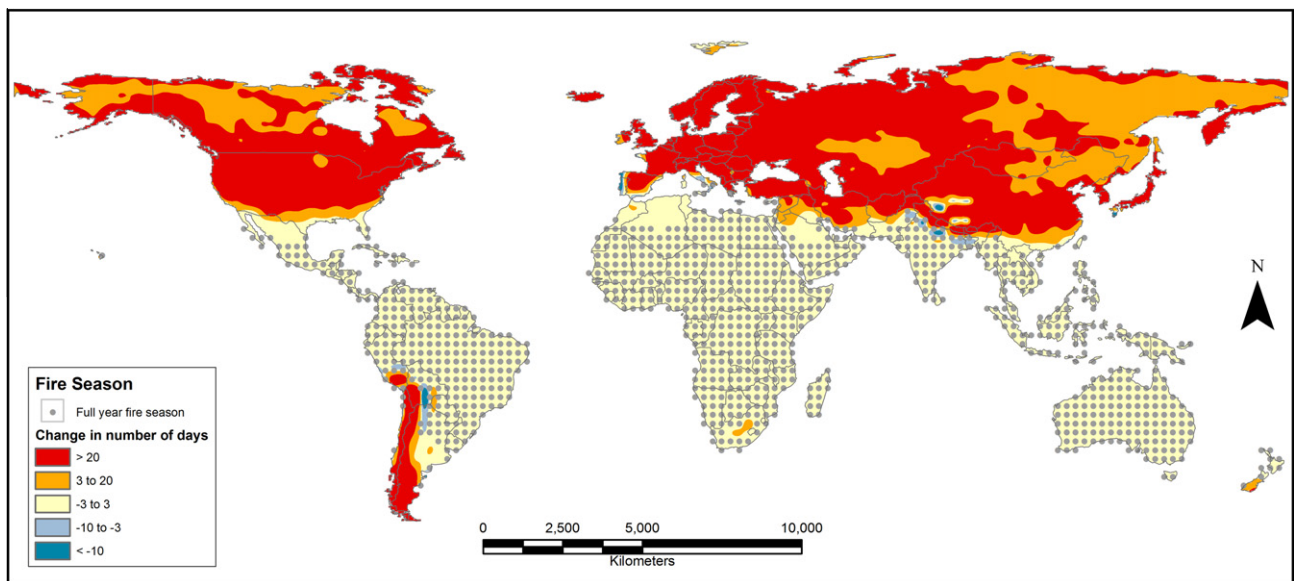 N
Fire Season
Full year fire season
Change in number of days
> 20
3 to 20
-3 to 3
-10 to -3
< -10
0 2,500 5,000 10,000
Kilometers